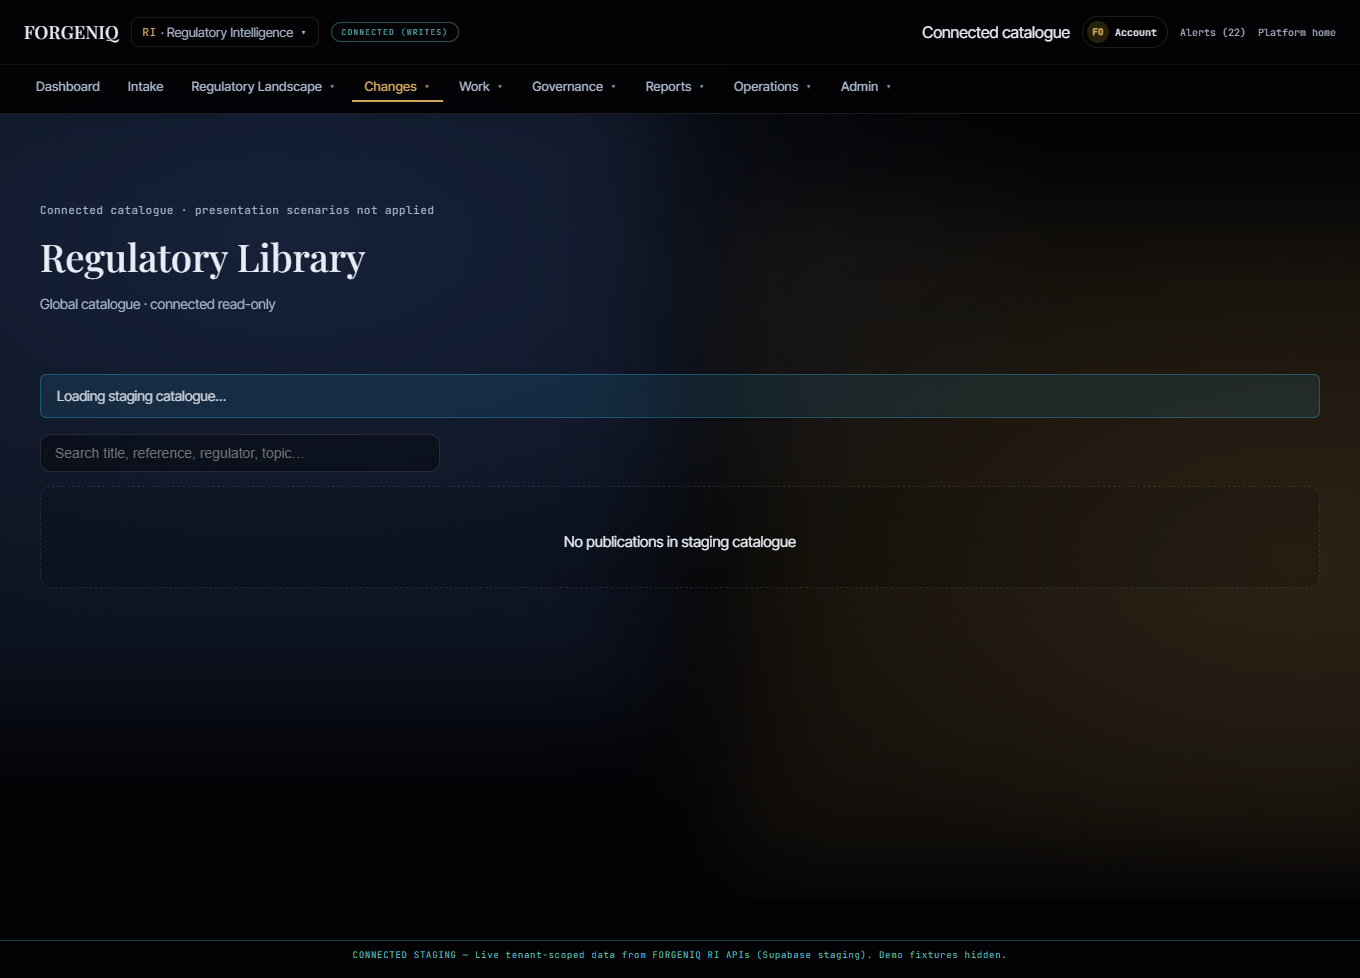 FORGENIQ
RI · Regulatory Intelligence ▾
CONNECTED (WRITES)
Connected catalogue
FO Account
Alerts (22)
Platform home
Dashboard
Intake
Regulatory Landscape ▾
Changes ▾
Work ▾
Governance ▾
Reports ▾
Operations ▾
Admin ▾
Connected catalogue · presentation scenarios not applied
Regulatory Library
Global catalogue · connected read-only
Loading staging catalogue…
Search title, reference, regulator, topic…
No publications in staging catalogue
CONNECTED STAGING — Live tenant-scoped data from FORGENIQ RI APIs (Supabase staging). Demo fixtures hidden.